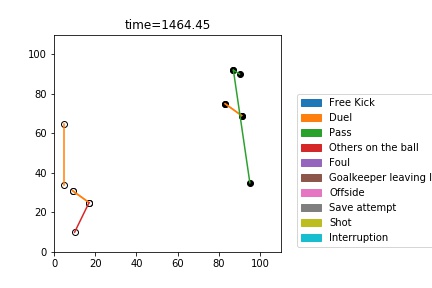 time=1464.45
100
80
60
40
20
0
0 20 40 60 80 100
Free Kick
Duel
Pass
Others on the ball
Foul
Goalkeeper leaving l
Offside
Save attempt
Shot
Interruption